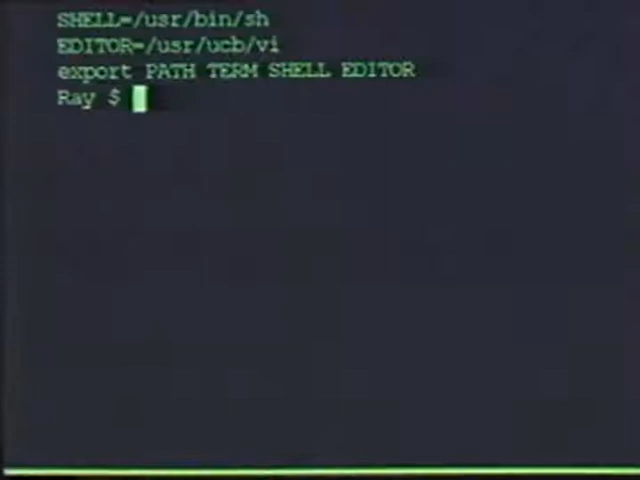 SHELL=/usr/bin/sh
EDITOR=/usr/ucb/vi
export PATH TERM SHELL EDITOR
Ray $